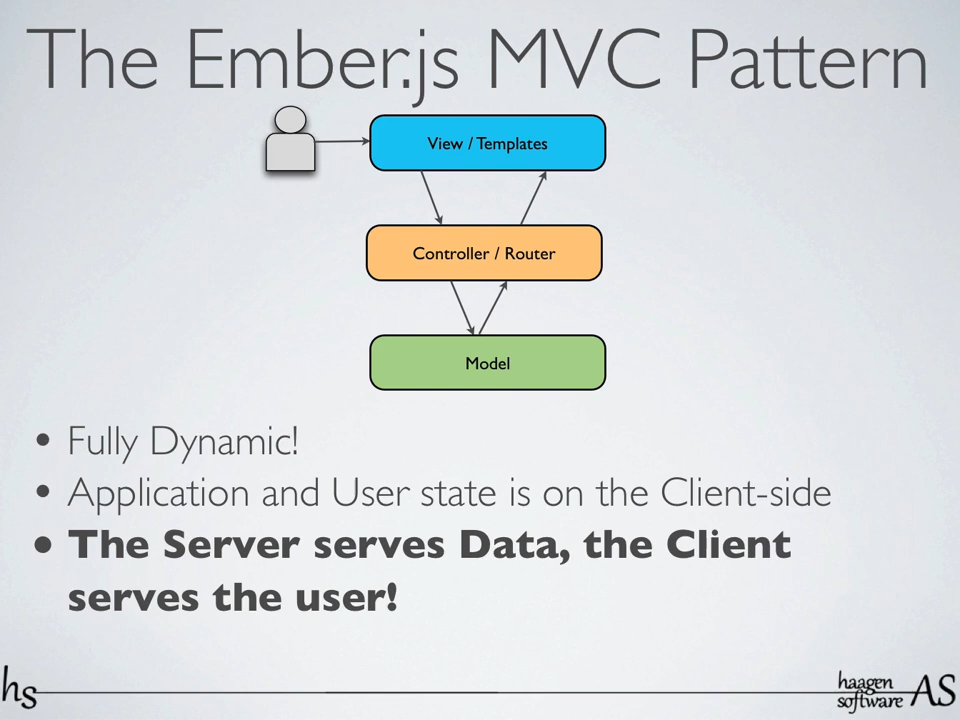 The Ember.js MVC Pattern
View / Templates
Controller / Router
Model
• Fully Dynamic!
• Application and User state is on the Client-side
• The Server serves Data, the Client
serves the user!
hs
haagen
software AS